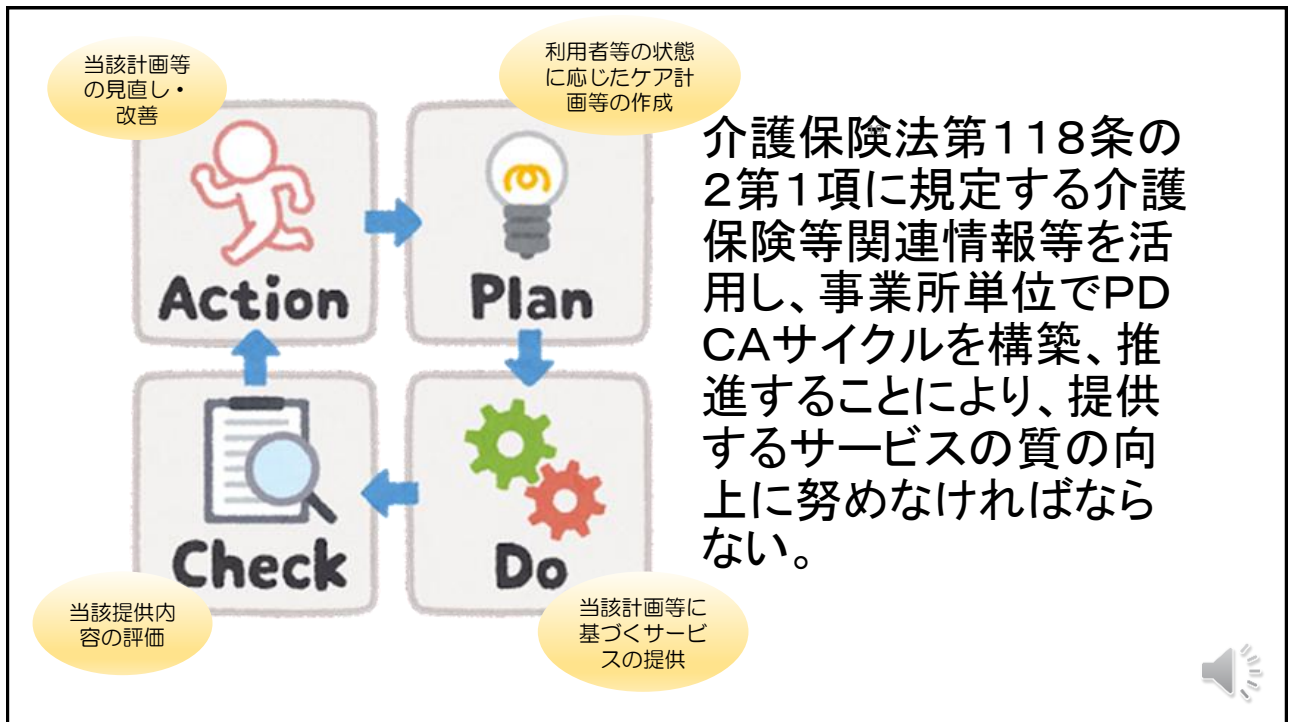 当該計画等
の見直し・
改善
利用者等の状態
に応じたケア計
画等の作成
Action
Plan
Check
Do
当該提供内
容の評価
当該計画等に
基づくサービ
スの提供
介護保険法第118条の
2第1項に規定する介護
保険等関連情報等を活
用し、事業所単位でPD
CAサイクルを構築、推
進することにより、提供
するサービスの質の向
上に努めなければなら
ない。